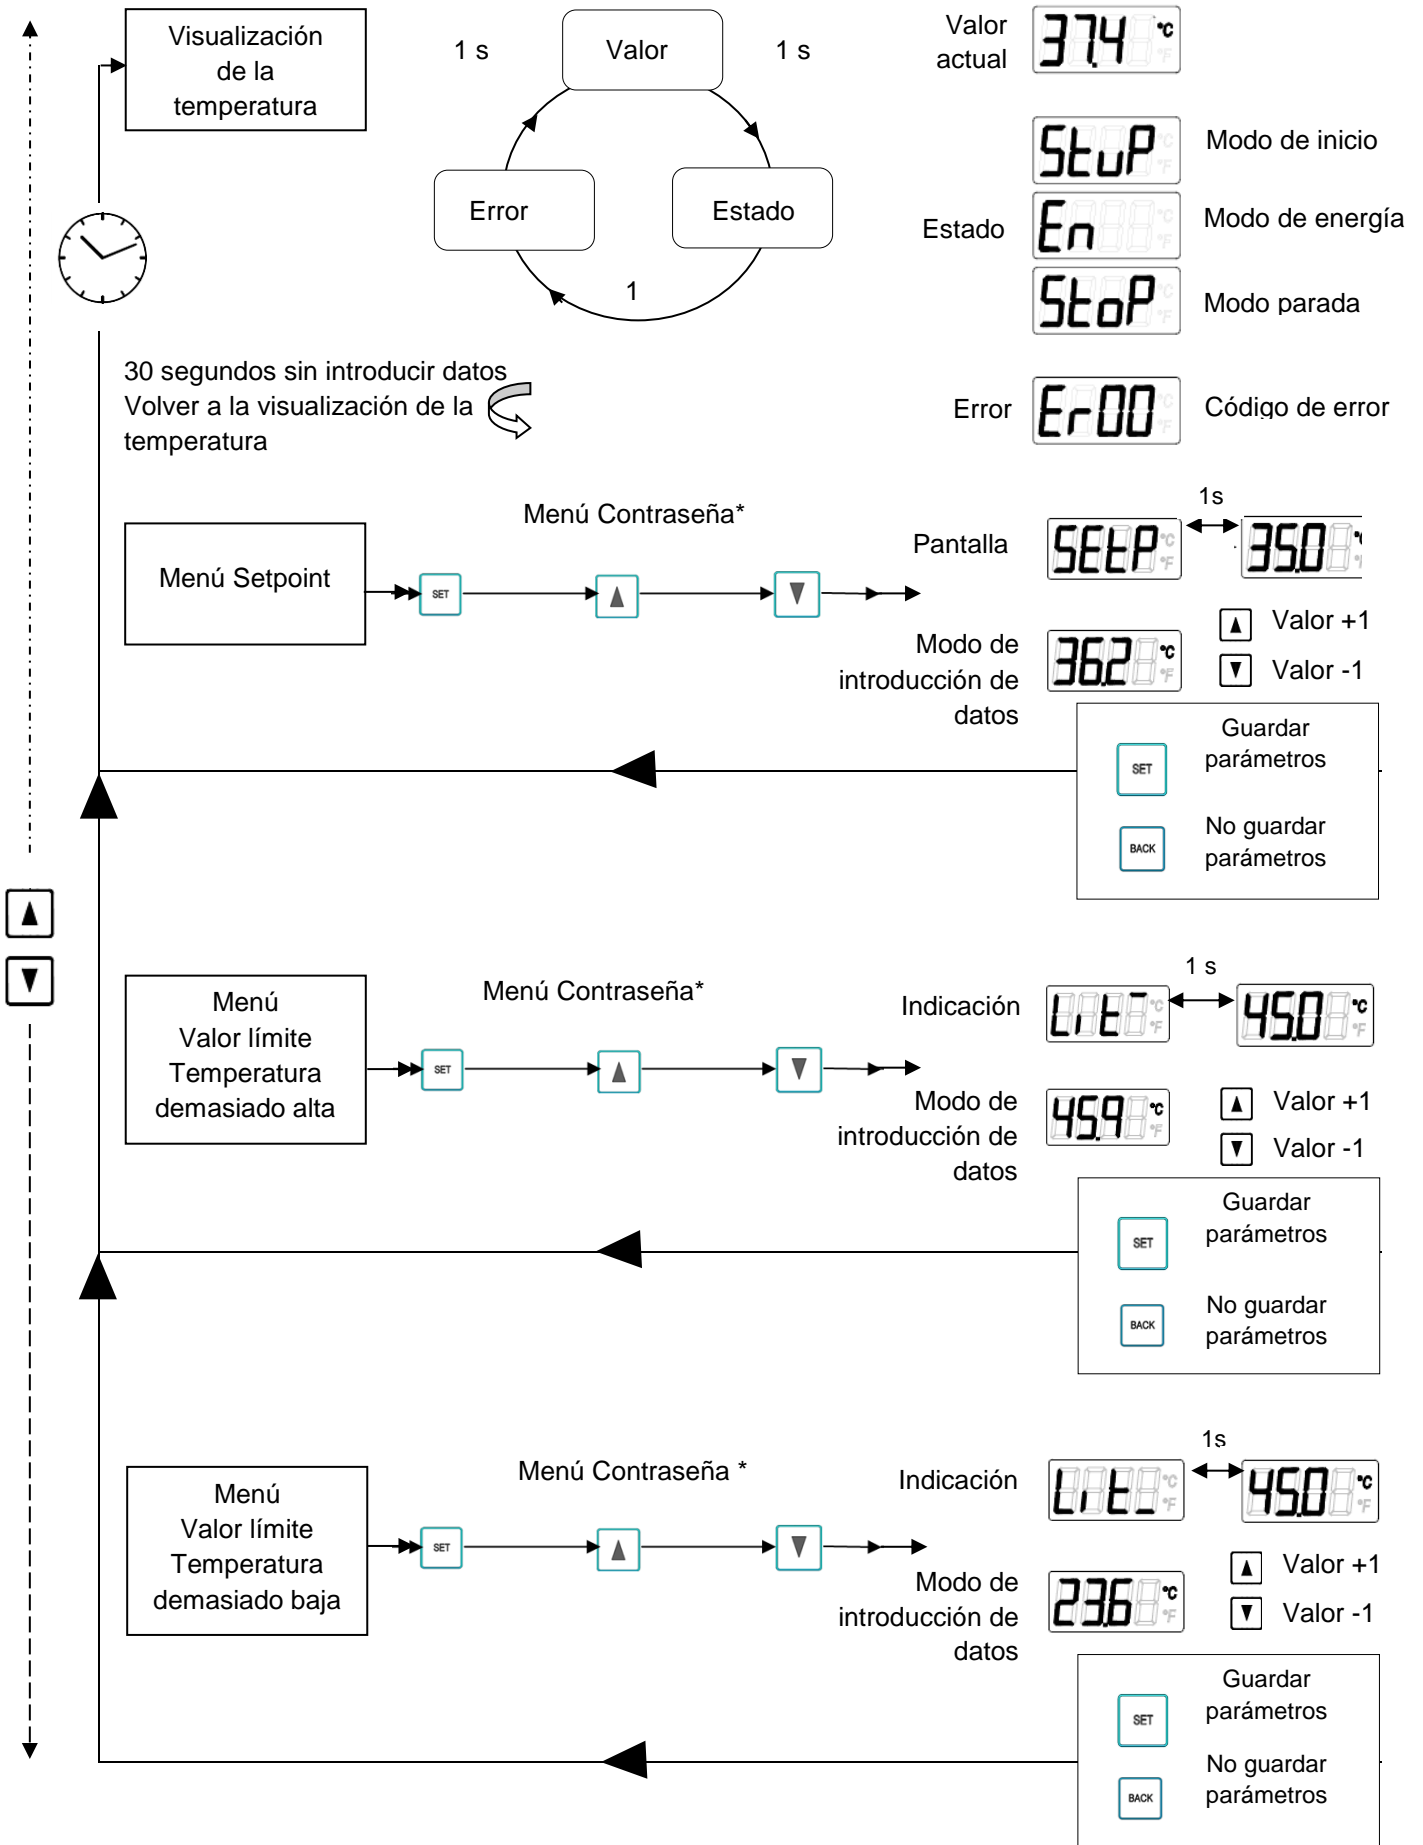 Visualización
de la
temperatura
1 s
Valor
1 s
Error
Estado
1
Valor
actual
37.4 °C
°F
StuP °C
°F
Modo de inicio
Estado
En °C
°F
Modo de energía
StoP °C
°F
Modo parada
Error
Er00 °C
°F
Código de error
30 segundos sin introducir datos
Volver a la visualización de la
temperatura
Menú Setpoint
Menú Contraseña*
SET
Pantalla
SEtP °C
°F
1s
35.0
Modo de
introducción de
datos
36.2 °C
°F
Valor +1
Valor -1
SET
Guardar
parámetros
BACK
No guardar
parámetros
Menú
Valor límite
Temperatura
demasiado alta
Menú Contraseña*
SET
Indicación
Lit¯ °C
°F
1 s
45.0 °C
°F
Modo de
introducción de
datos
45.9 °C
°F
Valor +1
Valor -1
SET
Guardar
parámetros
BACK
No guardar
parámetros
Menú
Valor límite
Temperatura
demasiado baja
Menú Contraseña *
SET
Indicación
Lit_ °C
°F
1s
45.0 °C
°F
Modo de
introducción de
datos
23.6 °C
°F
Valor +1
Valor -1
SET
Guardar
parámetros
BACK
No guardar
parámetros